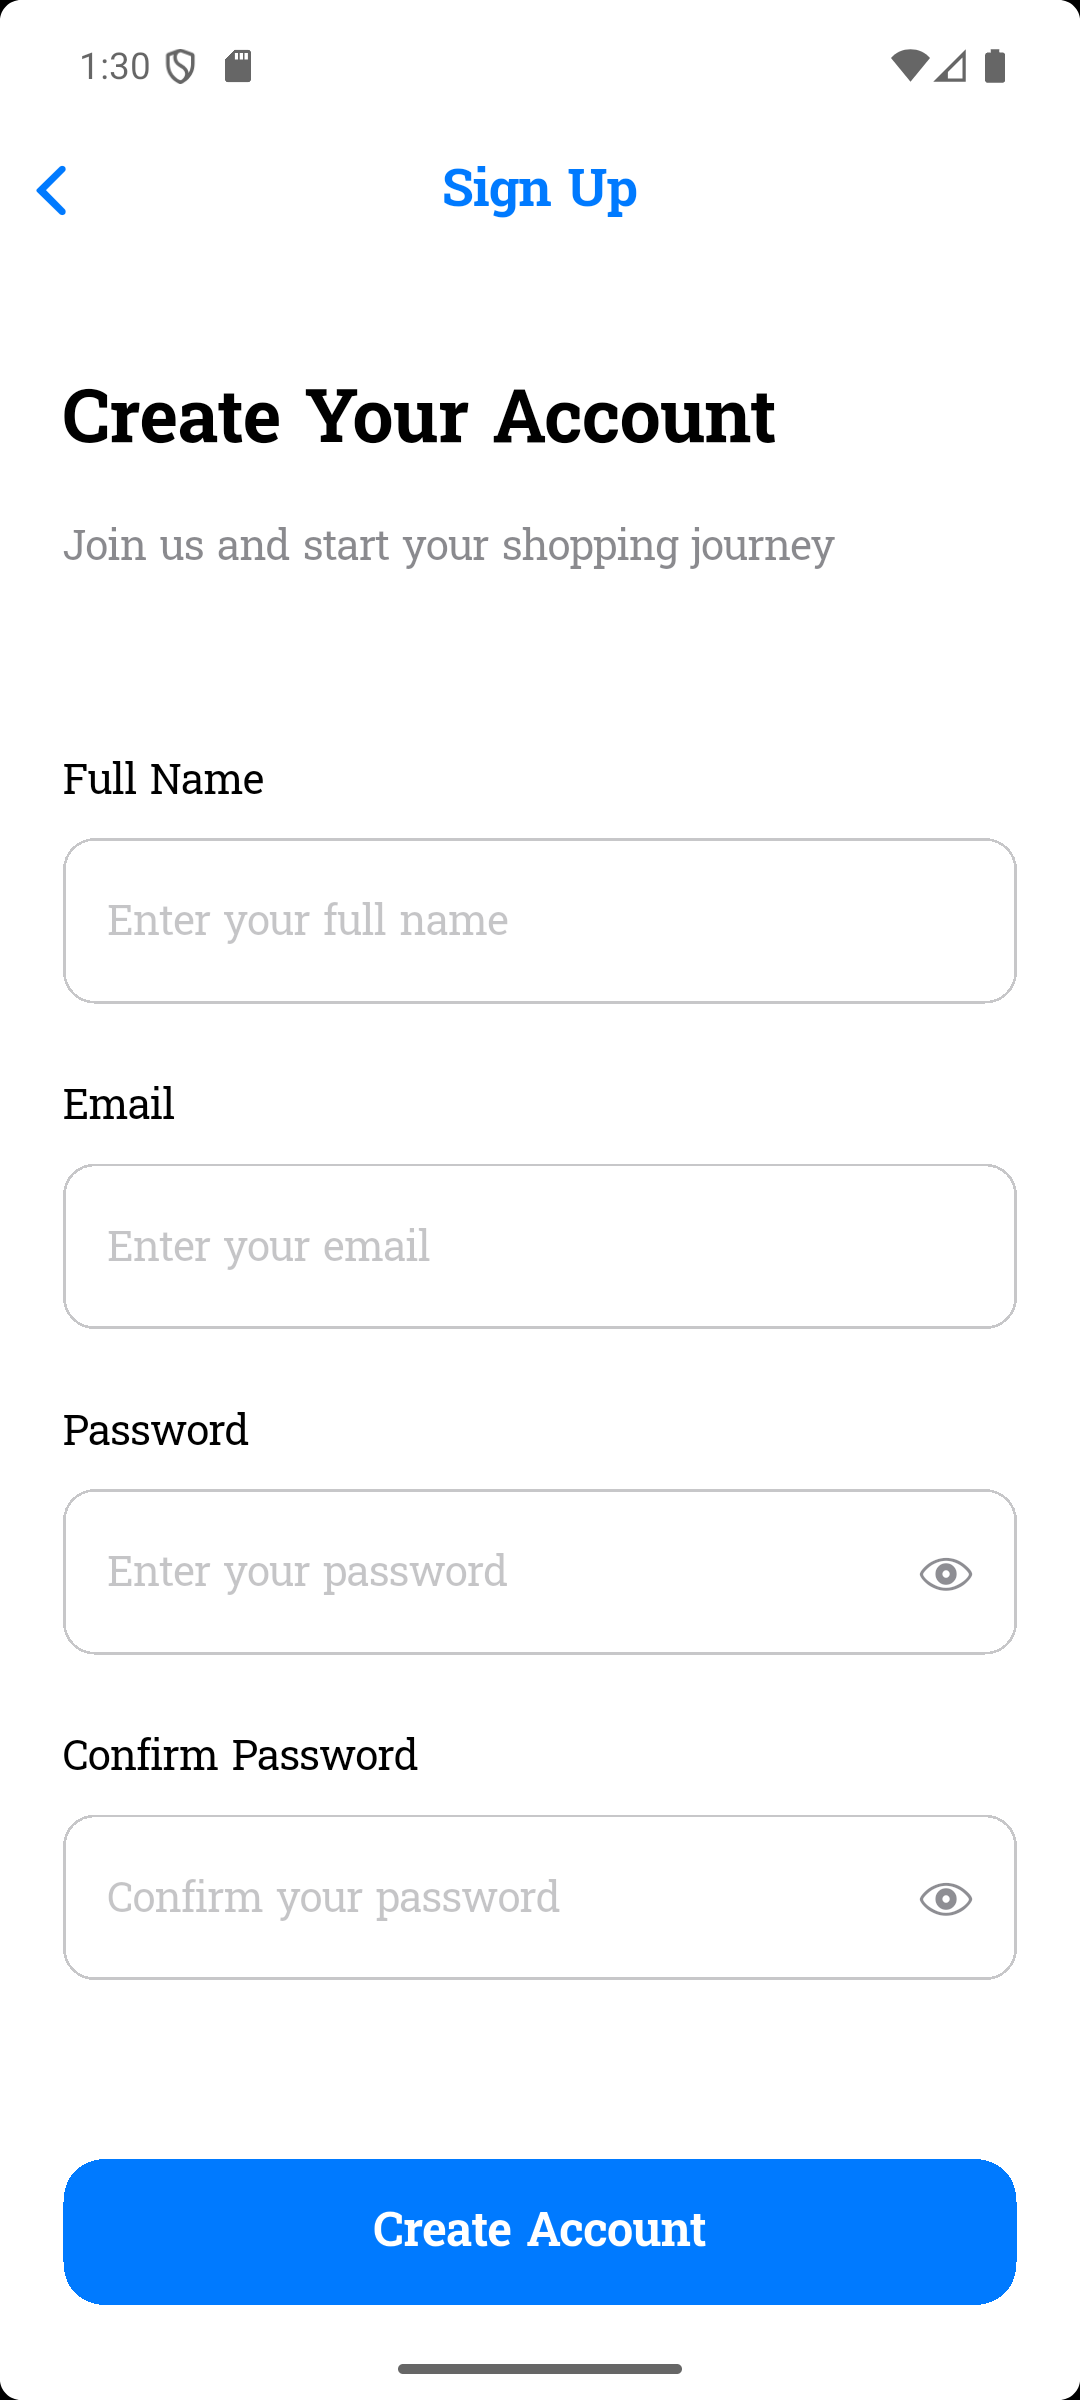 1:30
Sign Up
Create Your Account
Join us and start your shopping journey
Full Name
Enter your full name
Email
Enter your email
Password
Enter your password
Confirm Password
Confirm your password
Create Account